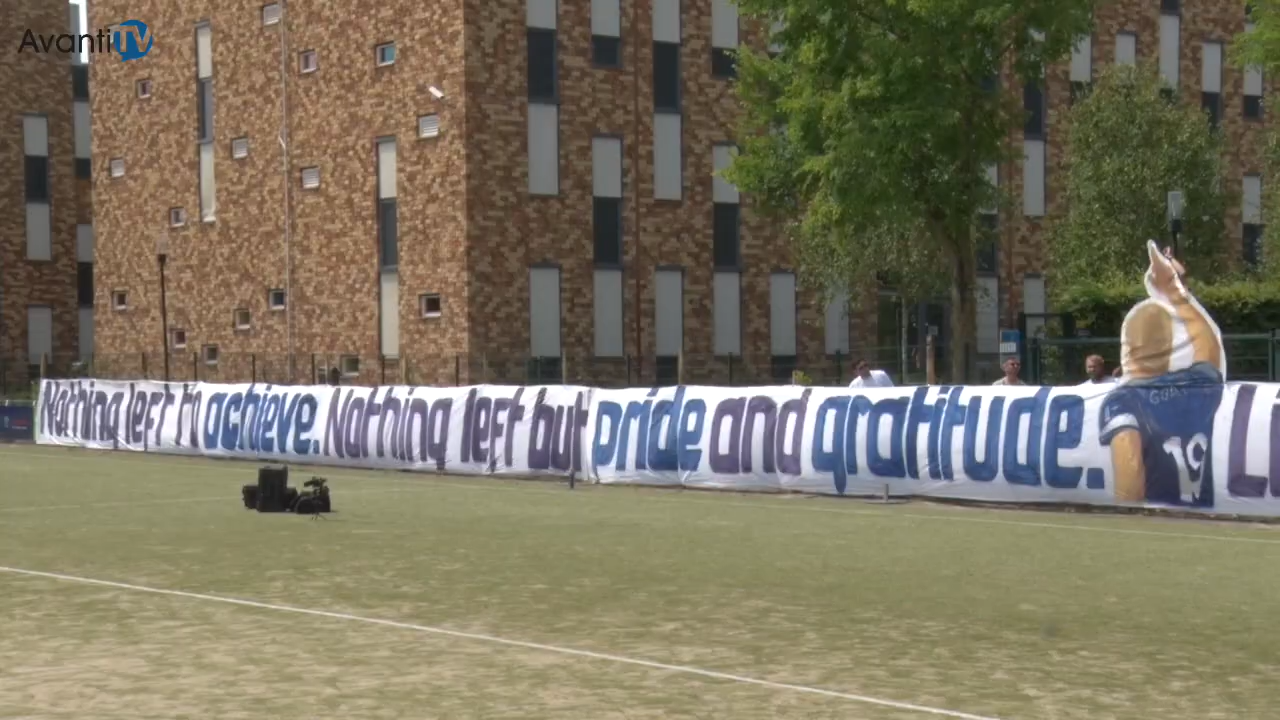 AvantiTV
Nothing left to achieve. Nothing left but pride and gratitude.
19